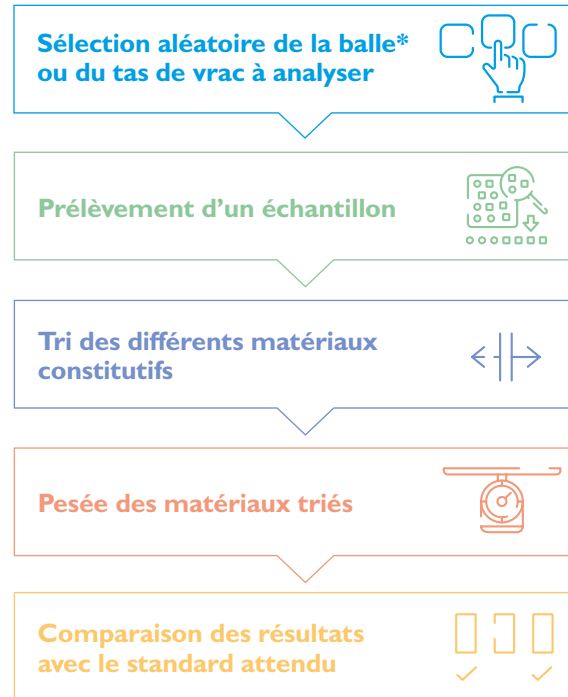 Sélection aléatoire de la balle*
ou du tas de vrac à analyser
Prélèvement d'un échantillon
Tri des différents matériaux
constitutifs
Pesée des matériaux triés
Comparaison des résultats
avec le standard attendu